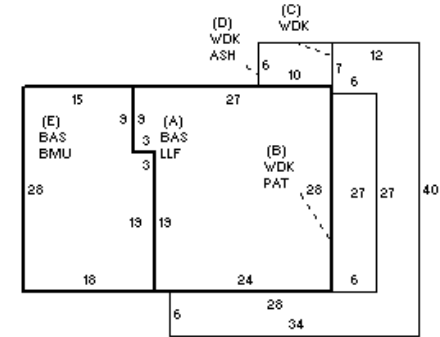 (D)
WDK
ASH
(C)
WDK
12
6
10
7
6
15
27
(E)
BAS
BMU
9
9
3
3
(A)
BAS
LLF
(B)
WDK
PAT
28
28
27
27
40
19
19
18
24
6
6
28
34